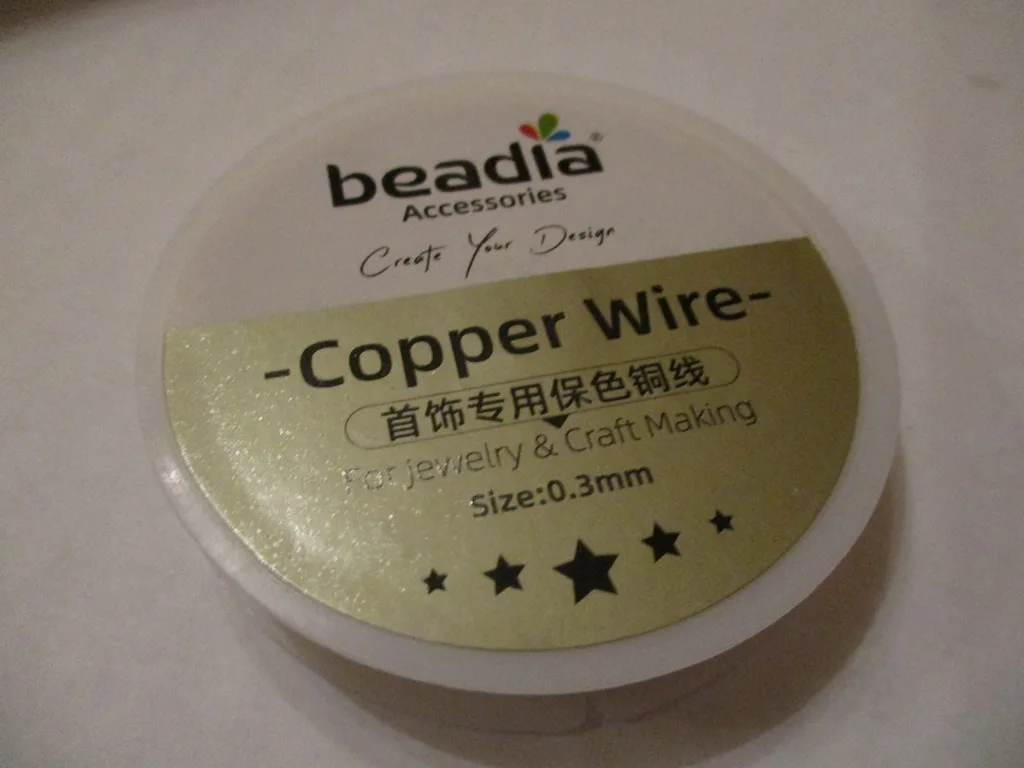 beadia®
Accessories
Create Your Design
-Copper Wire-
首饰专用保色铜线
For jewelry & Craft Making
Size:0.3mm